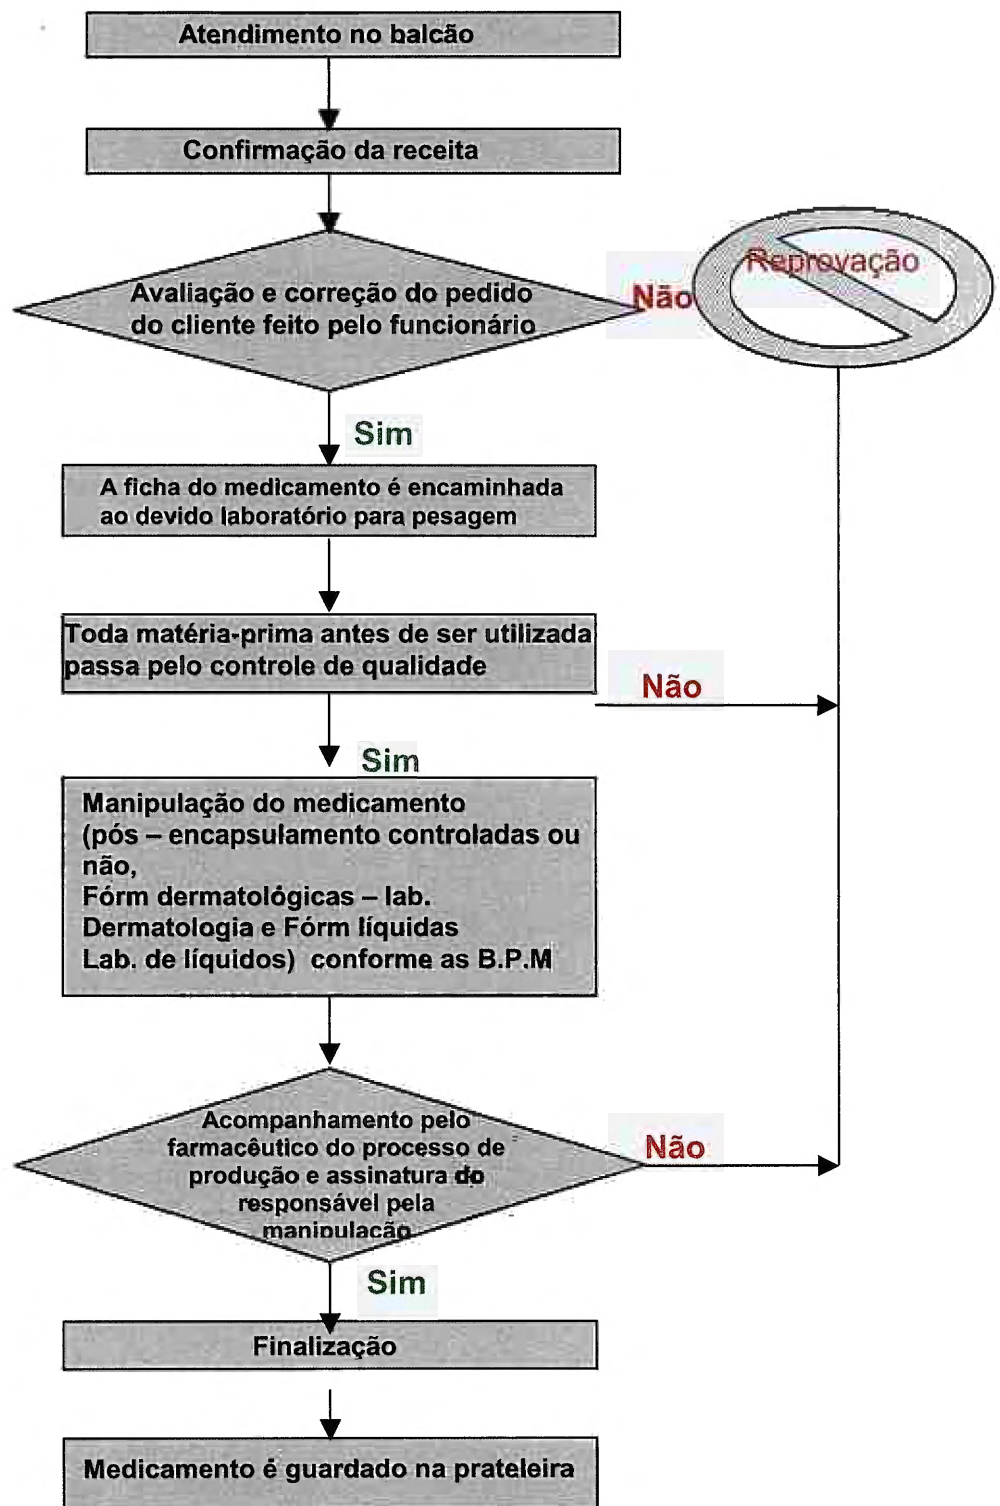 Atendimento no balcão
Confirmação da receita
Avaliação e correção do pedido
do cliente feito pelo funcionário
Não
Reprovação
Sim
A ficha do medicamento é encaminhada
ao devido laboratório para pesagem
Toda matéria-prima antes de ser utilizada
passa pelo controle de qualidade
Não
Sim
Manipulação do medicamento
(pós – encapsulamento controladas ou
não,
Fórm dermatológicas – lab.
Dermatologia e Fórm líquidas
Lab. de líquidos) conforme as B.P.M
Acompanhamento pelo
farmacêutico do processo de
produção e assinatura do
responsável pela
manipulação
Não
Sim
Finalização
Medicamento é guardado na prateleira